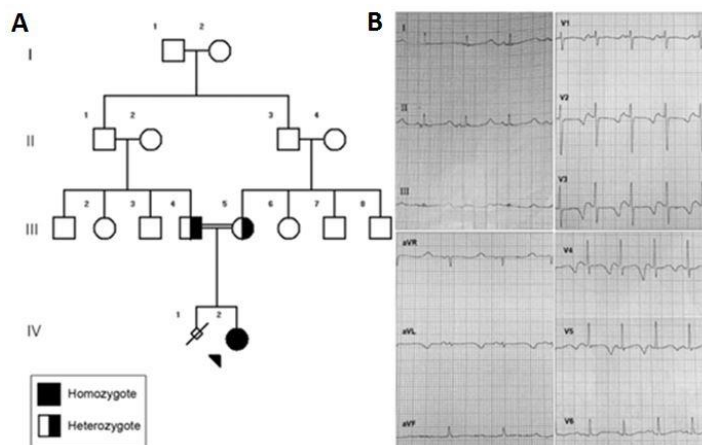 A
B
I
1 2
II
1 2 3 4
III
2 3 4 5 6 7 8
IV
1 2
Homozygote
Heterozygote
I
II
III
aVR
aVL
aVF
V1
V2
V3
V4
V5
V6